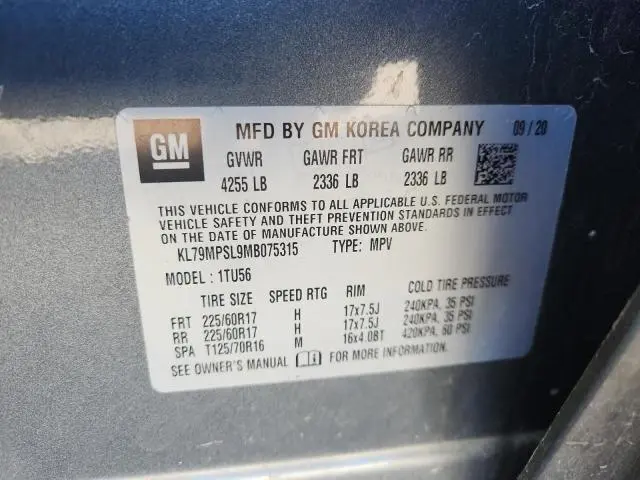 GM MFD BY GM KOREA COMPANY 09/20
GVWR GAWR FRT GAWR RR
4255 LB 2336 LB 2336 LB
THIS VEHICLE CONFORMS TO ALL APPLICABLE U.S. FEDERAL MOTOR
VEHICLE SAFETY AND THEFT PREVENTION STANDARDS IN EFFECT
ON THE DATE OF MANUFACTURE SHOWN ABOVE.
KL79MPSL9MB075315 TYPE: MPV
MODEL: 1TU56
TIRE SIZE SPEED RTG RIM COLD TIRE PRESSURE
FRT 225/60R17 H 17x7.5J 240KPA, 35 PSI
RR 225/60R17 H 17x7.5J 240KPA, 35 PSI
SPA T125/70R16 M 16x4.0BT 420KPA, 60 PSI
SEE OWNER'S MANUAL FOR MORE INFORMATION.